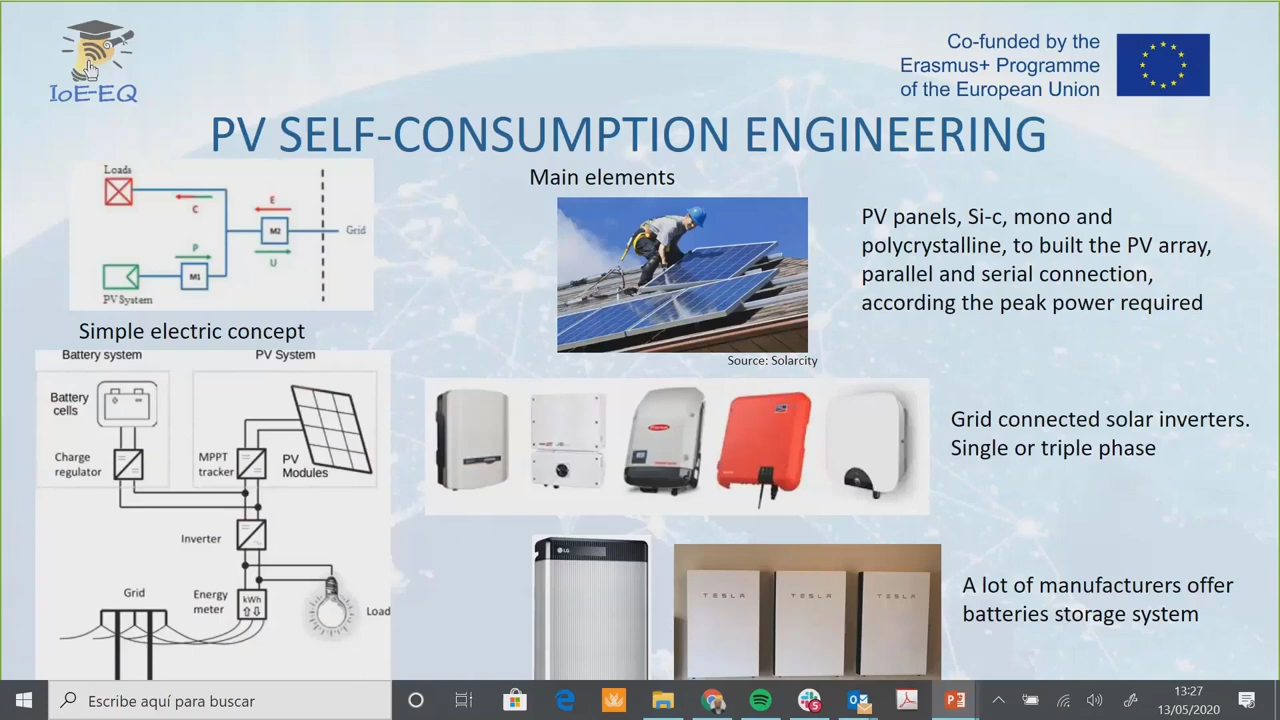 IoE-EQ
Co-funded by the
Erasmus+ Programme
of the European Union
PV SELF-CONSUMPTION ENGINEERING
Loads
C
E
M2
Grid
P
U
M1
PV System
Simple electric concept
Main elements
Source: Solarcity
PV panels, Si-c, mono and
polycrystalline, to built the PV array,
parallel and serial connection,
according the peak power required
Battery system
PV System
Battery
cells
Charge
regulator
MPPT
tracker
PV
Modules
Inverter
Energy
meter
kWh
Grid
Load
Grid connected solar inverters.
Single or triple phase
LG
TESLA
TESLA
TESLA
A lot of manufacturers offer
batteries storage system
Escribe aquí para buscar
13:27
13/05/2020